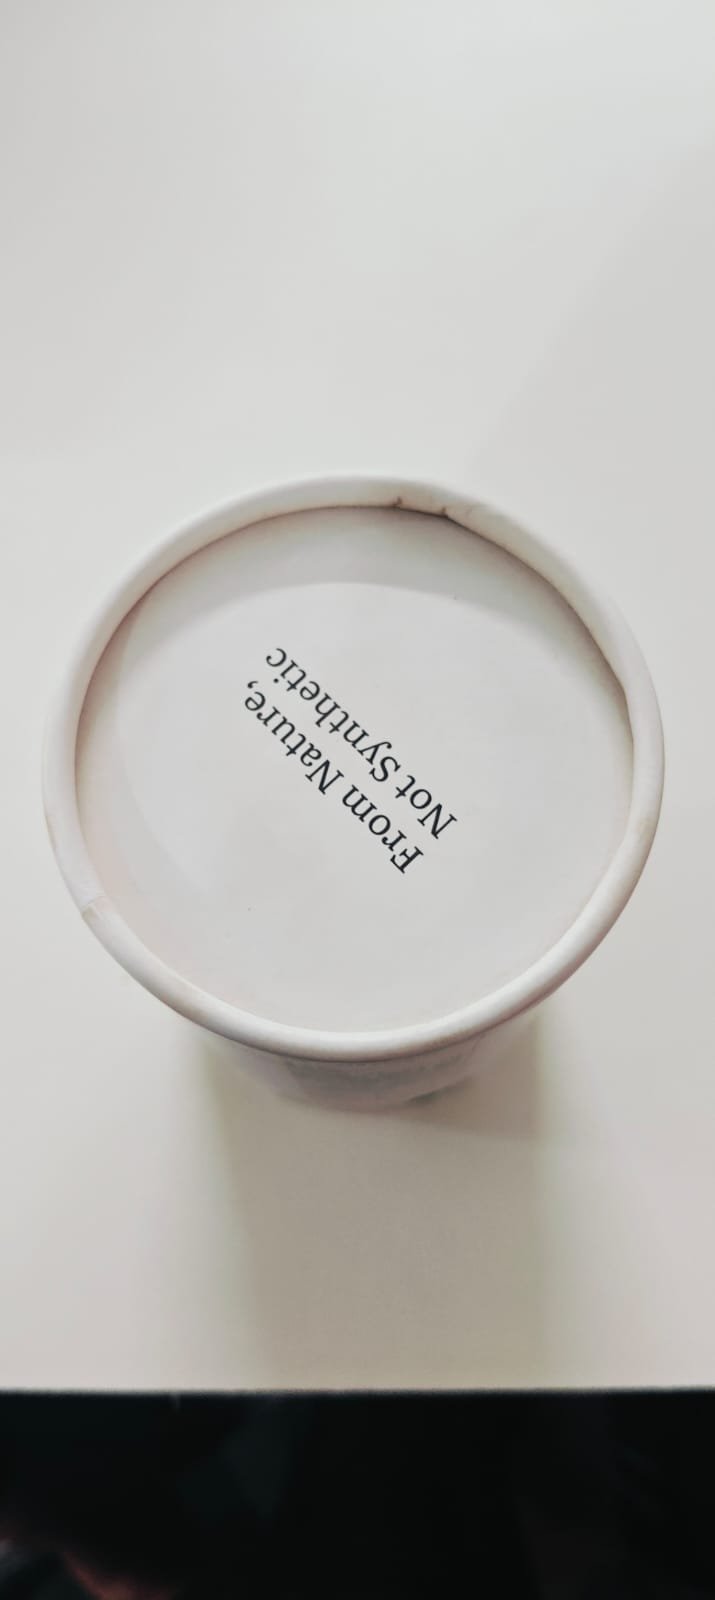 From Nature,
Not Synthetic